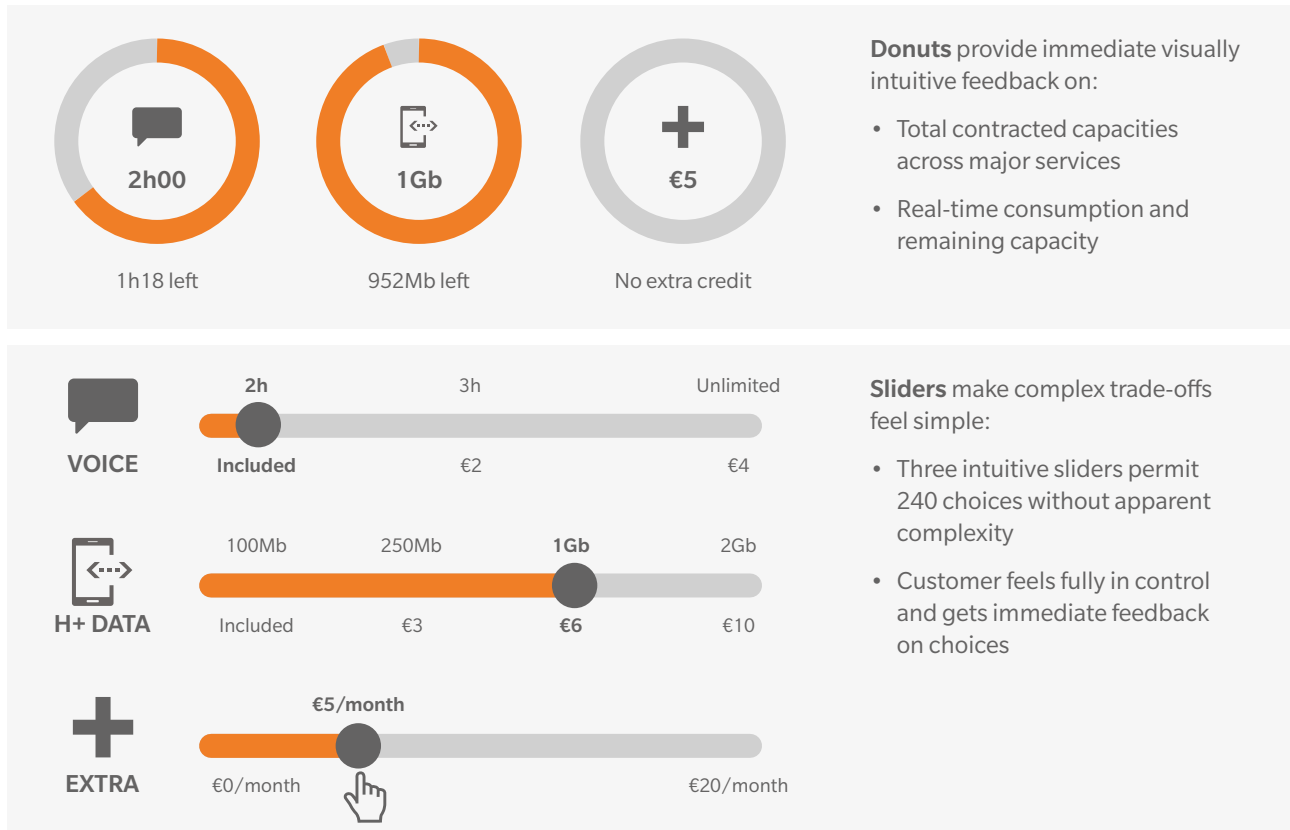 2h00
1h18 left
1Gb
952Mb left
€5
No extra credit
Donuts provide immediate visually
intuitive feedback on:
• Total contracted capacities
across major services
• Real-time consumption and
remaining capacity
VOICE
2h 3h Unlimited
Included €2 €4
H+ DATA
100Mb 250Mb 1Gb 2Gb
Included €3 €6 €10
EXTRA
€5/month
€0/month €20/month
Sliders make complex trade-offs
feel simple:
• Three intuitive sliders permit
240 choices without apparent
complexity
• Customer feels fully in control
and gets immediate feedback
on choices